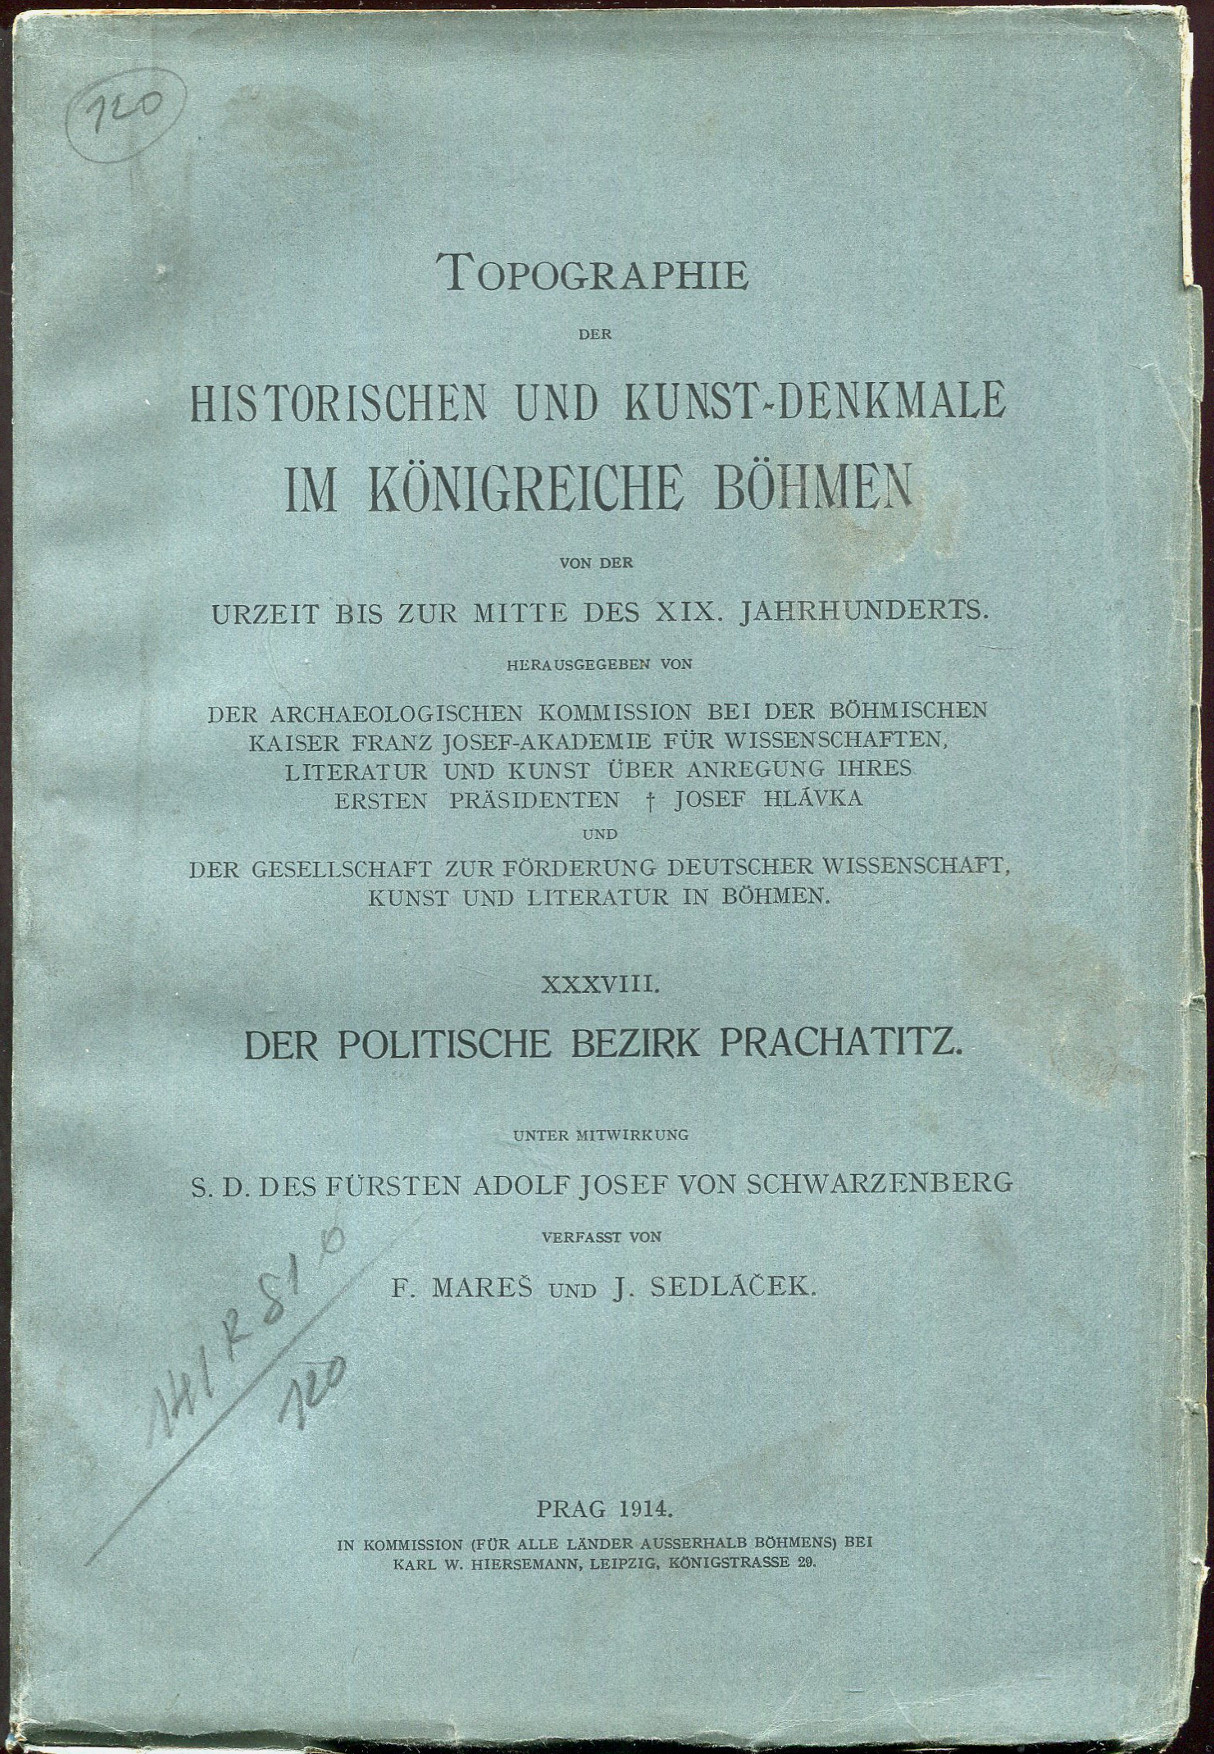 120
TOPOGRAPHIE
DER
HISTORISCHEN UND KUNST-DENKMALE
IM KÖNIGREICHE BÖHMEN
VON DER
URZEIT BIS ZUR MITTE DES XIX. JAHRHUNDERTS.
HERAUSGEGEBEN VON
DER ARCHAEOLOGISCHEN KOMMISSION BEI DER BÖHMISCHEN
KAISER FRANZ JOSEF-AKADEMIE FÜR WISSENSCHAFTEN,
LITERATUR UND KUNST ÜBER ANREGUNG IHRES
ERSTEN PRÄSIDENTEN † JOSEF HLÁVKA
UND
DER GESELLSCHAFT ZUR FÖRDERUNG DEUTSCHER WISSENSCHAFT,
KUNST UND LITERATUR IN BÖHMEN.
XXXVIII.
DER POLITISCHE BEZIRK PRACHATITZ.
UNTER MITWIRKUNG
S. D. DES FÜRSTEN ADOLF JOSEF VON SCHWARZENBERG
VERFASST VON
F. MAREŠ UND J. SEDLÁČEK.
120
PRAG 1914.
IN KOMMISSION (FÜR ALLE LÄNDER AUSSERHALB BÖHMENS) BEI
KARL W. HIERSEMANN, LEIPZIG, KÖNIGSTRASSE 29.